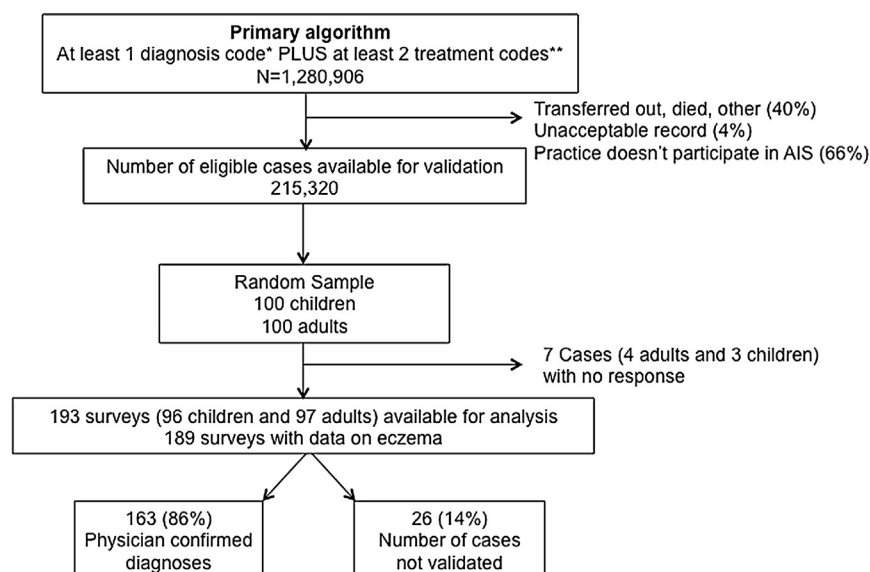 Primary algorithm
At least 1 diagnosis code* PLUS at least 2 treatment codes**
N=1,280,906
Transferred out, died, other (40%)
Unacceptable record (4%)
Practice doesn't participate in AIS (66%)
Number of eligible cases available for validation
215,320
Random Sample
100 children
100 adults
7 Cases (4 adults and 3 children)
with no response
193 surveys (96 children and 97 adults) available for analysis
189 surveys with data on eczema
163 (86%)
Physician confirmed
diagnoses
26 (14%)
Number of cases
not validated